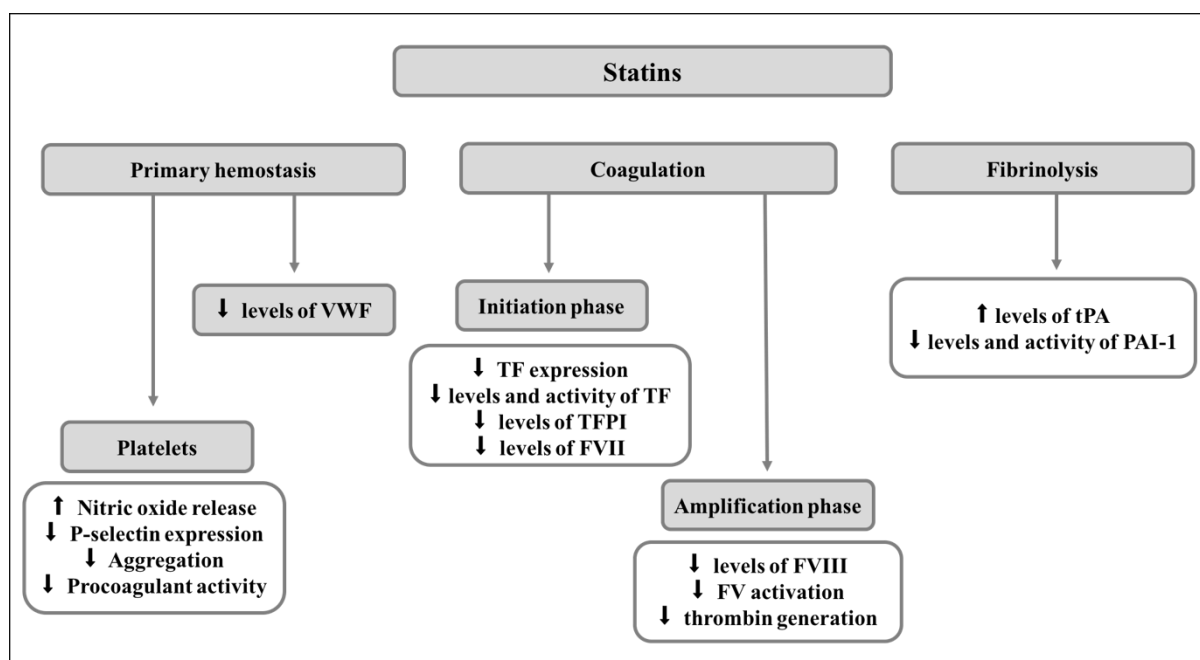 Statins
Primary hemostasis
Coagulation
Fibrinolysis
⬇ levels of VWF
Platelets
⬆ Nitric oxide release
⬇ P-selectin expression
⬇ Aggregation
⬇ Procoagulant activity
Initiation phase
⬇ TF expression
⬇ levels and activity of TF
⬇ levels of TFPI
⬇ levels of FVII
Amplification phase
⬇ levels of FVIII
⬇ FV activation
⬇ thrombin generation
⬆ levels of tPA
⬇ levels and activity of PAI-1